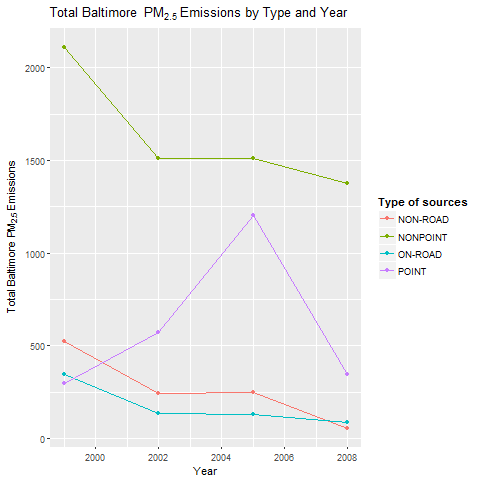 Total Baltimore PM2.5 Emissions by Type and Year
Total Baltimore PM2.5 Emissions
2000
1500
1000
500
0
2000 2002 2004 2006 2008
Year
Type of sources
NON-ROAD
NONPOINT
ON-ROAD
POINT